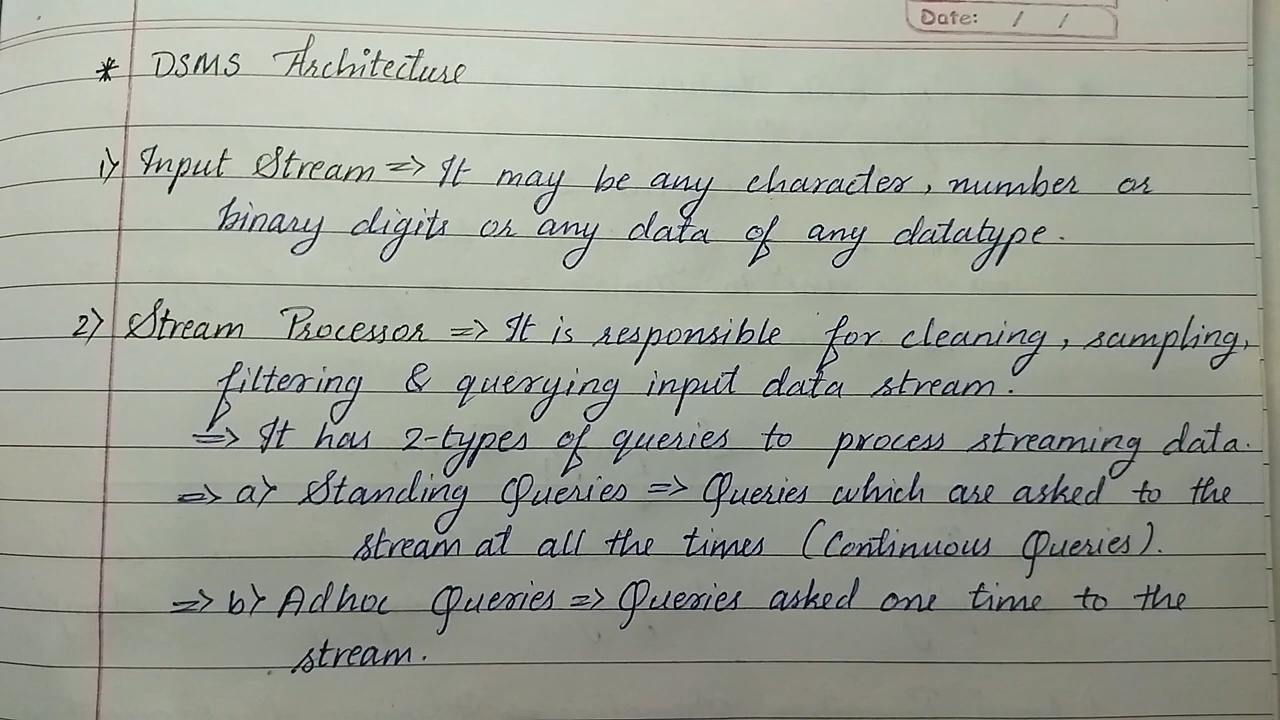 Date: / /
* DSMS Architecture
1) Input Stream => It may be any character, number or
binary digits or any data of any datatype.
2) Stream Processor => It is responsible for cleaning, sampling,
filtering & querying input data stream.
=> It has 2-types of queries to process streaming data.
=> a) Standing Queries => Queries which are asked to the
stream at all the times (Continuous Queries).
=> b) Adhoc Queries => Queries asked one time to the
stream.